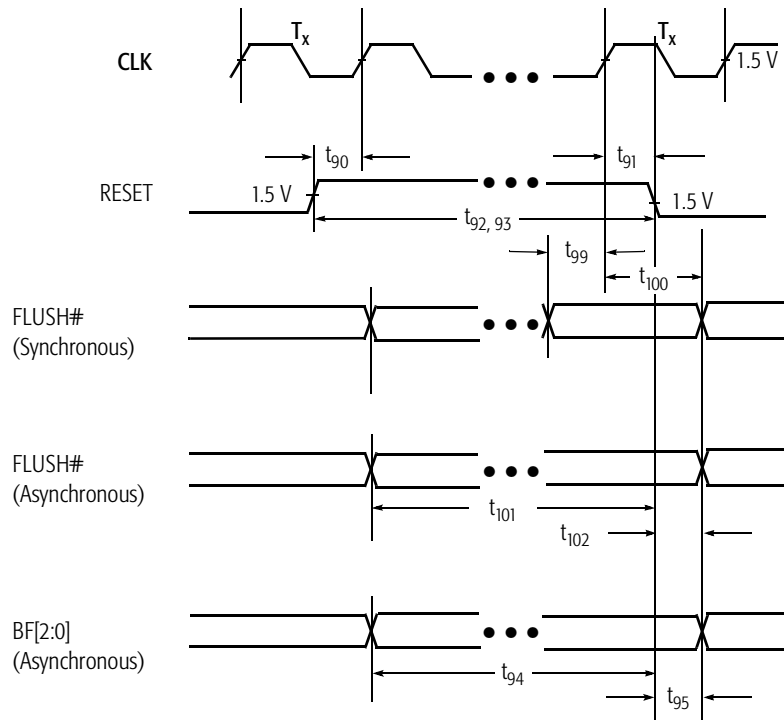 Tx Tx
CLK
1.5 V
t90 t91
RESET
1.5 V
1.5 V
t92, 93
t99
t100
FLUSH#
(Synchronous)
FLUSH#
(Asynchronous)
t101
t102
BF[2:0]
(Asynchronous)
t94
t95